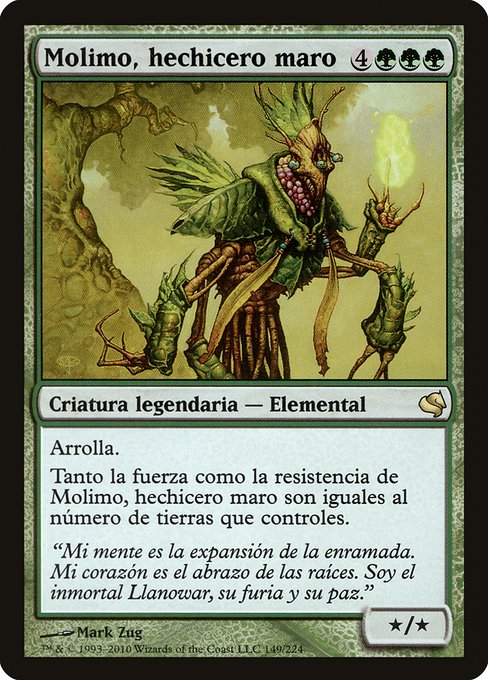 Molimo, hechicero maro 4
Criatura legendaria — Elemental
Arrolla.
Tanto la fuerza como la resistencia de
Molimo, hechicero maro son iguales al
número de tierras que controles.
“Mi mente es la expansión de la enramada.
Mi corazón es el abrazo de las raíces. Soy el
inmortal Llanowar, su furia y su paz.”
★/★
Mark Zug
™ & © 1993–2010 Wizards of the Coast LLC 149/224